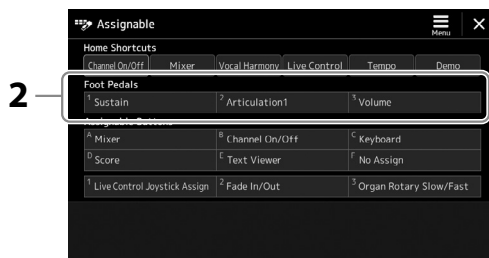 Assignable
Menu
Home Shortcuts
Channel On/Off Mixer Vocal Harmony Live Control Tempo Demo
2
Foot Pedals
1 Sustain 2 Articulation1 3 Volume
Assignable Buttons
A Mixer B Channel On/Off C Keyboard
D Score E Text Viewer F No Assign
1 Live Control Joystick Assign 2 Fade In/Out 3 Organ Rotary Slow/Fast